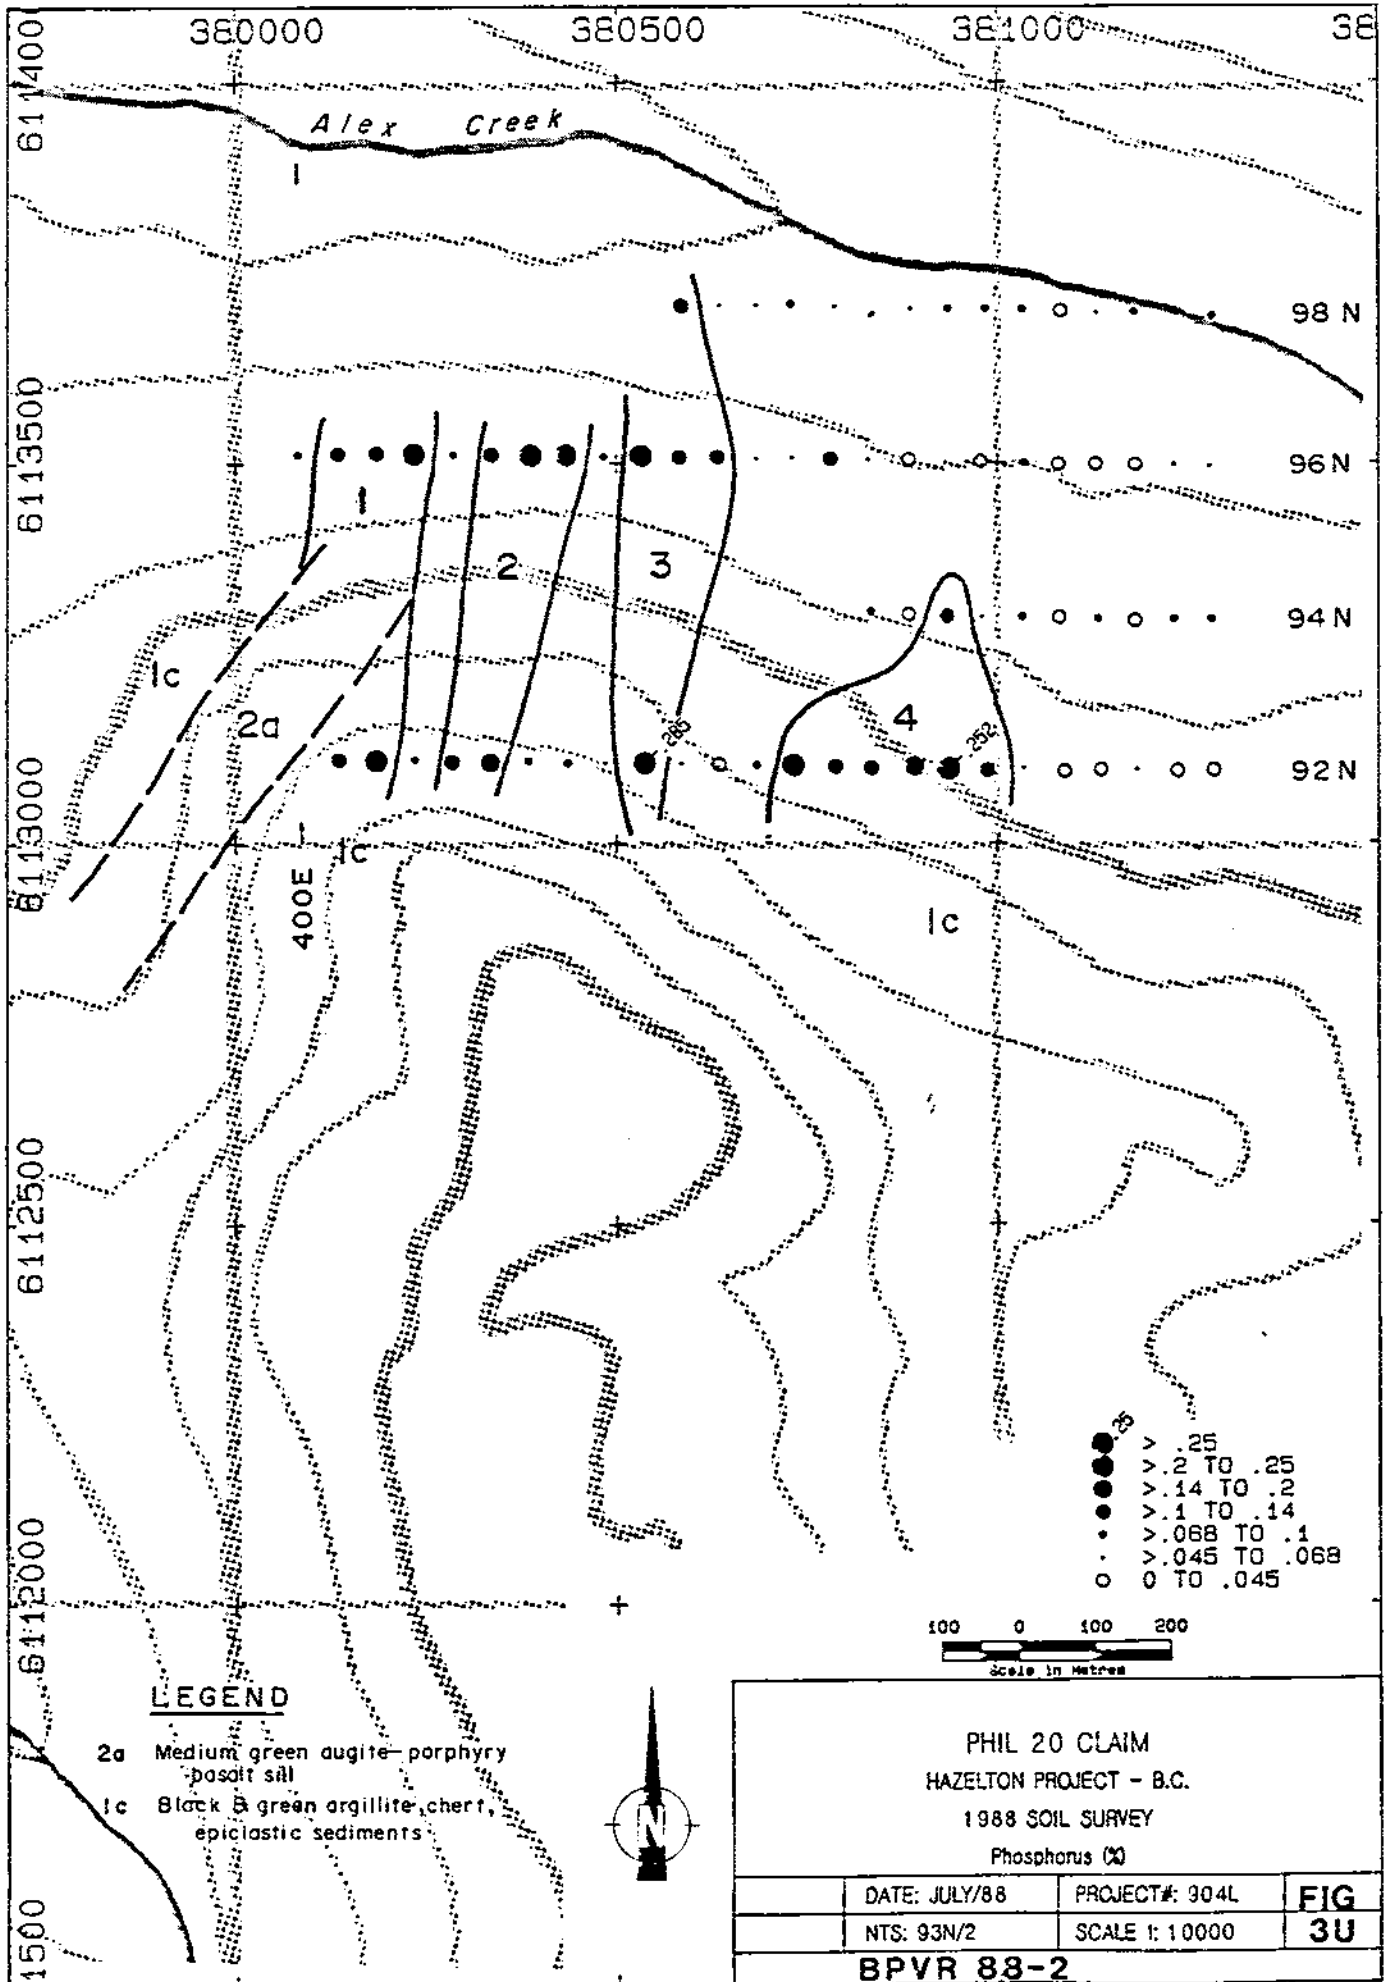 380000
380500
381000
38
611400
Alex Creek
1
98 N
6113500
96 N
1
2
3
94 N
1c
2a
4
.285
.252
92 N
6113000
1c
400E
1c
6112500
.25
> .25
>.2 TO .25
>.14 TO .2
>.1 TO .14
>.068 TO .1
>.045 TO .068
0 TO .045
6112000
100 0 100 200
Scale in Metres
LEGEND
2a Medium green augite porphyry
basalt sill
1c Black & green argillite, chert,
epiclastic sediments
N
PHIL 20 CLAIM
HAZELTON PROJECT - B.C.
1988 SOIL SURVEY
Phosphorus (%)
DATE: JULY/88 PROJECT#: 904L FIG
NTS: 93N/2 SCALE 1: 10000 3U
BPVR 88-2
1500